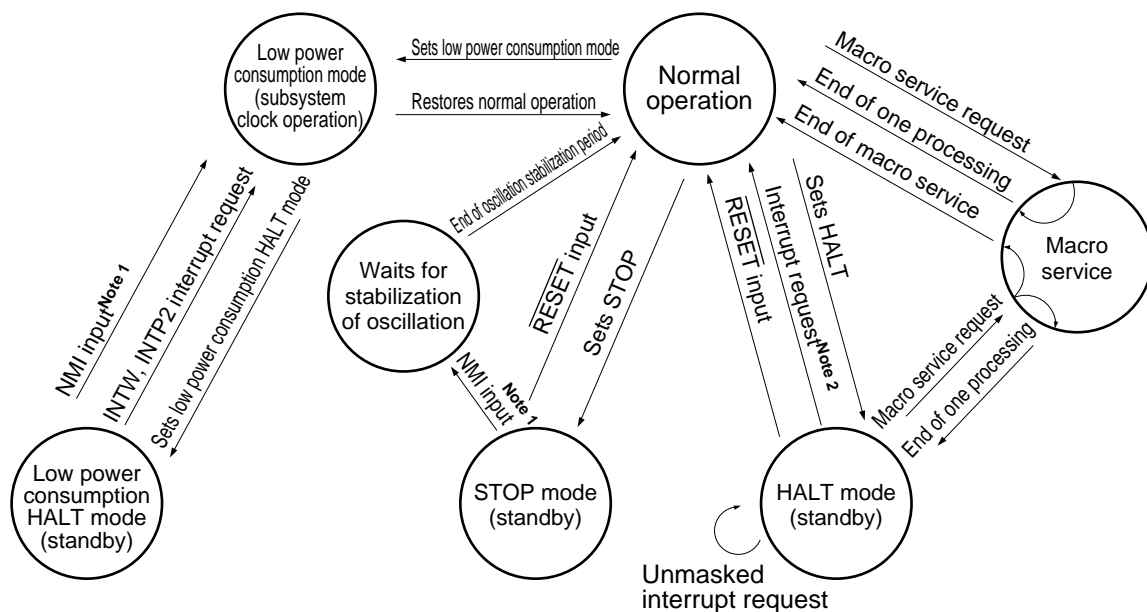 Low power
consumption mode
(subsystem
clock operation)
Sets low power consumption mode
Restores normal operation
Normal
operation
Macro service request
End of one processing
End of macro service
Macro
service
NMI input Note 1
INTW, INTP2 interrupt request
Sets low power consumption HALT mode
End of oscillation stabilization period
Waits for
stabilization
of oscillation
NMI input Note 1
RESET input
Sets STOP
RESET input
Interrupt request Note 2
Sets HALT
Macro service request
End of one processing
Low power
consumption
HALT mode
(standby)
STOP mode
(standby)
HALT mode
(standby)
Unmasked
interrupt request